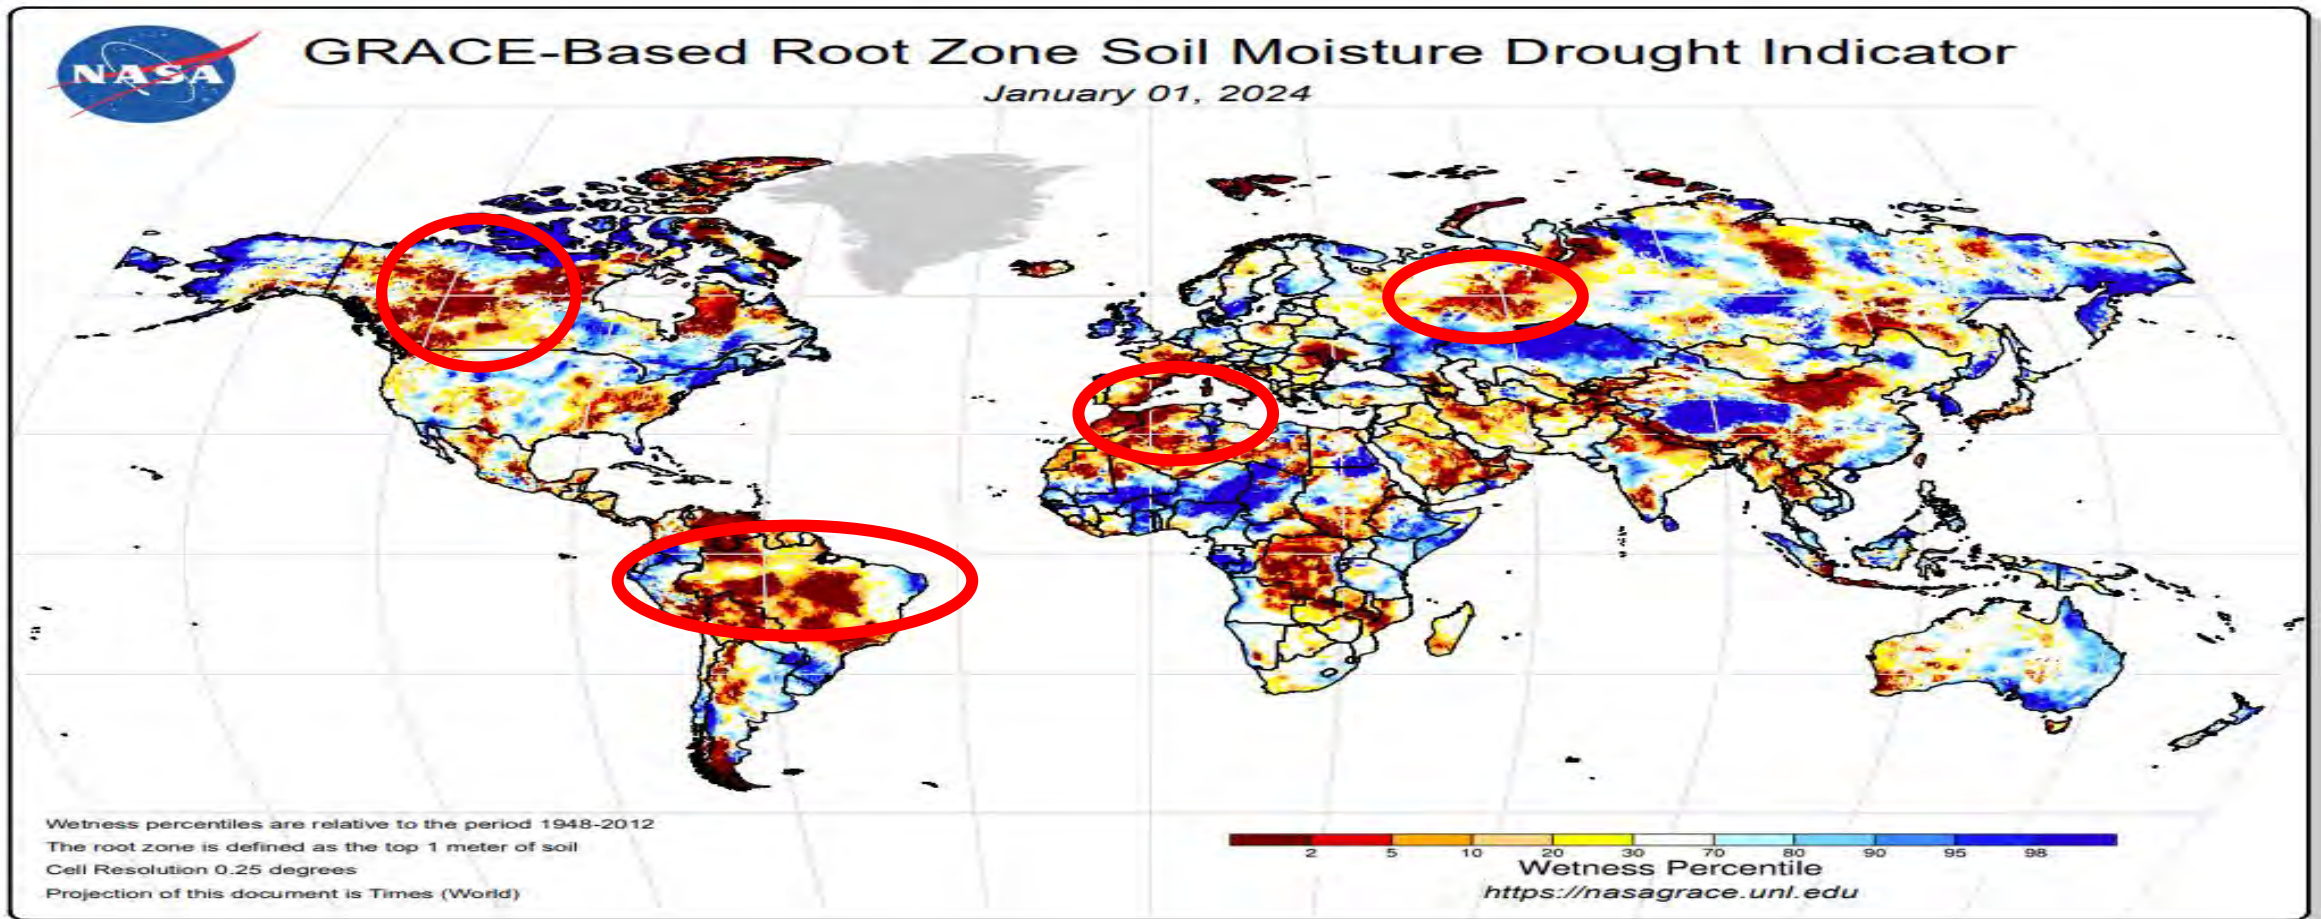 NASA
GRACE-Based Root Zone Soil Moisture Drought Indicator
January 01, 2024
Wetness percentiles are relative to the period 1948-2012
The root zone is defined as the top 1 meter of soil
Cell Resolution 0.25 degrees
Projection of this document is Times (World)
2 5 10 20 30 70 80 90 95 98
Wetness Percentile
https://nasagrace.unl.edu